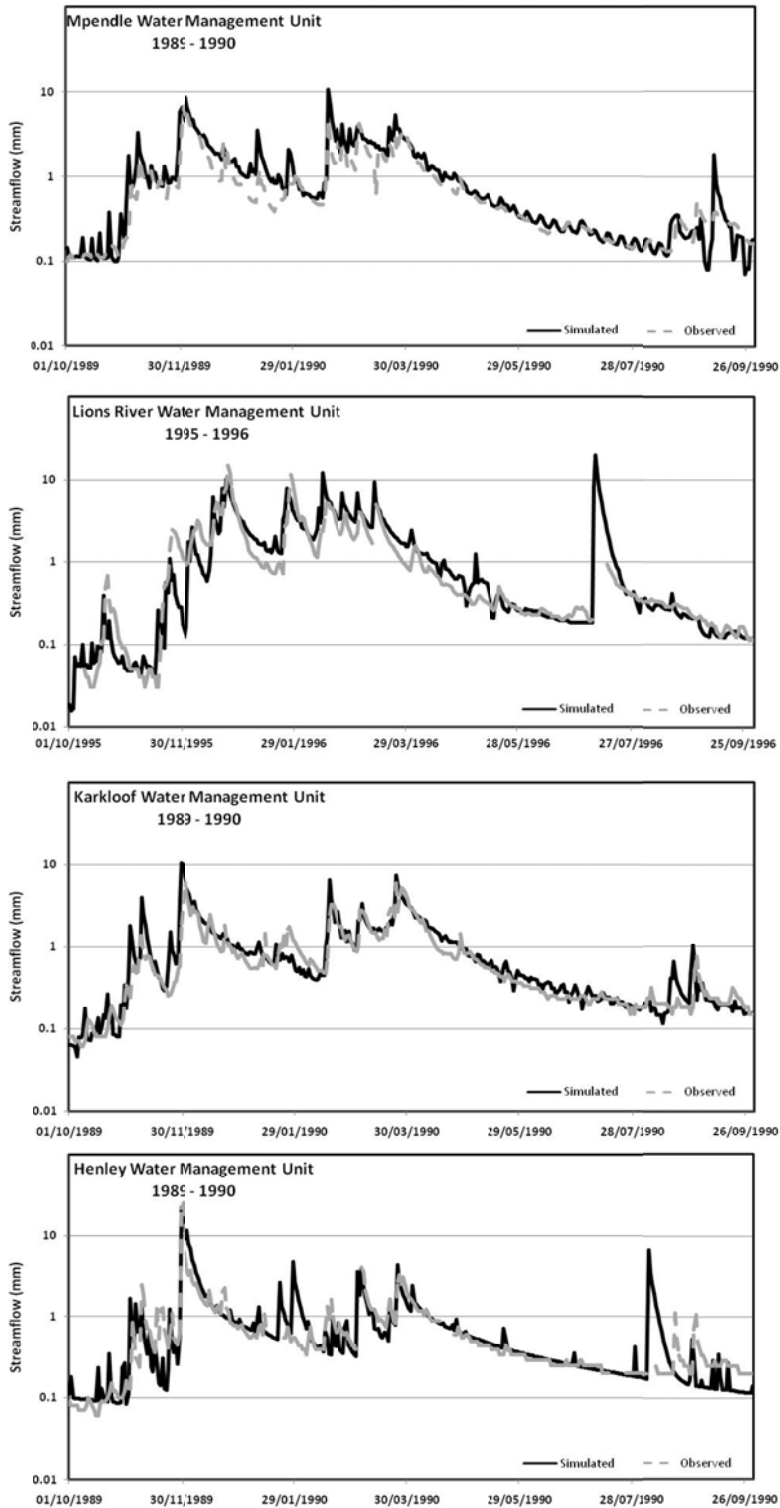 Mpendle Water Management Unit
1989 - 1990
Streamflow (mm)
10
1
0.1
0.01
Simulated
Observed
01/10/1989
30/11/1989
29/01/1990
30/03/1990
29/05/1990
28/07/1990
26/09/1990
Lions River Water Management Unit
1995 - 1996
Streamflow (mm)
10
1
0.1
0.01
Simulated
Observed
01/10/1995
30/11/1995
29/01/1996
29/03/1996
18/05/1996
27/07/1996
25/09/1996
Karkloof Water Management Unit
1989 - 1990
Streamflow (mm)
10
1
0.1
0.01
Simulated
Observed
01/10/1989
30/11/1989
29/01/1990
30/03/1990
29/05/1990
28/07/1990
26/09/1990
Henley Water Management Unit
1989 - 1990
Streamflow (mm)
10
1
0.1
0.01
Simulated
Observed
01/10/1989
30/11/1989
29/01/1990
30/03/1990
29/05/1990
28/07/1990
26/09/1990